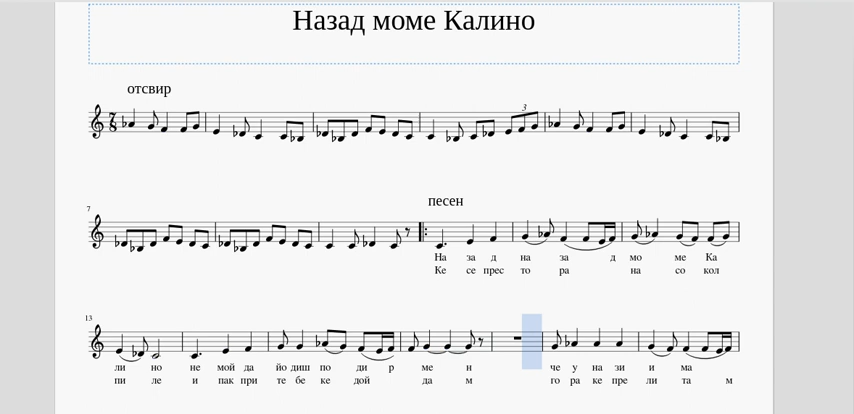 Назад моме Калино
отсвир
7 8
3
7
песен
На за д на за д мо ме Ка
Ке се прес то ра на со кол
13
ли но не мой да йо диш по ди р ме н че у на зи и ма
пи ле и пак при те бе ке дой да м го ра ке пре ли та м